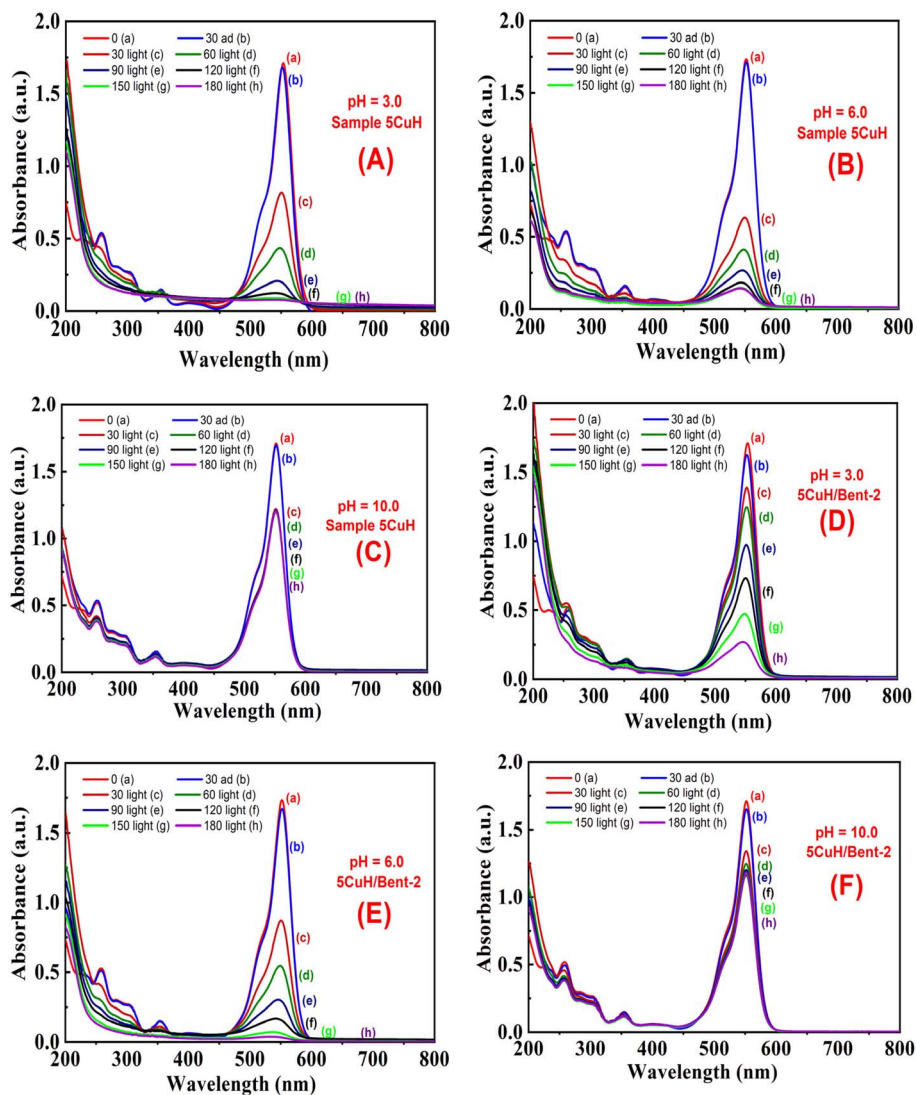 0 (a) 30 ad (b)
30 light (c) 60 light (d)
90 light (e) 120 light (f)
150 light (g) 180 light (h)
pH = 3.0
Sample 5CuH
(A)
(a)
(b)
(c)
(d)
(e)
(f) (g) (h)
2.0
1.5
1.0
0.5
0.0
Absorbance (a.u.)
200 300 400 500 600 700 800
Wavelength (nm)
0 (a) 30 ad (b)
30 light (c) 60 light (d)
90 light (e) 120 light (f)
150 light (g) 180 light (h)
pH = 6.0
Sample 5CuH
(B)
(a)
(b)
(c)
(d)
(e)
(f)
(g) (h)
2.0
1.5
1.0
0.5
0.0
Absorbance (a.u.)
200 300 400 500 600 700 800
Wavelength (nm)
0 (a) 30 ad (b)
30 light (c) 60 light (d)
90 light (e) 120 light (f)
150 light (g) 180 light (h)
pH = 10.0
Sample 5CuH
(C)
(a)
(b)
(c)
(d)
(e)
(f)
(g)
(h)
2.0
1.5
1.0
0.5
0.0
Absorbance (a.u.)
200 300 400 500 600 700 800
Wavelength (nm)
0 (a) 30 ad (b)
30 light (c) 60 light (d)
90 light (e) 120 light (f)
150 light (g) 180 light (h)
pH = 3.0
5CuH/Bent-2
(D)
(a)
(b)
(c)
(d)
(e)
(f)
(g)
(h)
2.0
1.5
1.0
0.5
0.0
Absorbance (a.u.)
200 300 400 500 600 700 800
Wavelength (nm)
0 (a) 30 ad (b)
30 light (c) 60 light (d)
90 light (e) 120 light (f)
150 light (g) 180 light (h)
pH = 6.0
5CuH/Bent-2
(E)
(a)
(b)
(c)
(d)
(e)
(f)
(g) (h)
2.0
1.5
1.0
0.5
0.0
Absorbance (a.u.)
200 300 400 500 600 700 800
Wavelength (nm)
0 (a) 30 ad (b)
30 light (c) 60 light (d)
90 light (e) 120 light (f)
150 light (g) 180 light (h)
pH = 10.0
5CuH/Bent-2
(F)
(a)
(b)
(c)
(d)
(e)
(f)
(g)
(h)
2.0
1.5
1.0
0.5
0.0
Absorbance (a.u.)
200 300 400 500 600 700 800
Wavelength (nm)